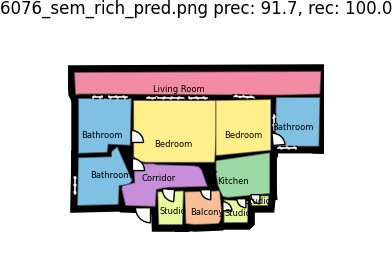 6076_sem_rich_pred.png prec: 91.7, rec: 100.0
Living Room
Bathroom
Bedroom
Bedroom
Bathroom
Bathroom
Corridor
Kitchen
Studio
Balcony
Studio
Studio